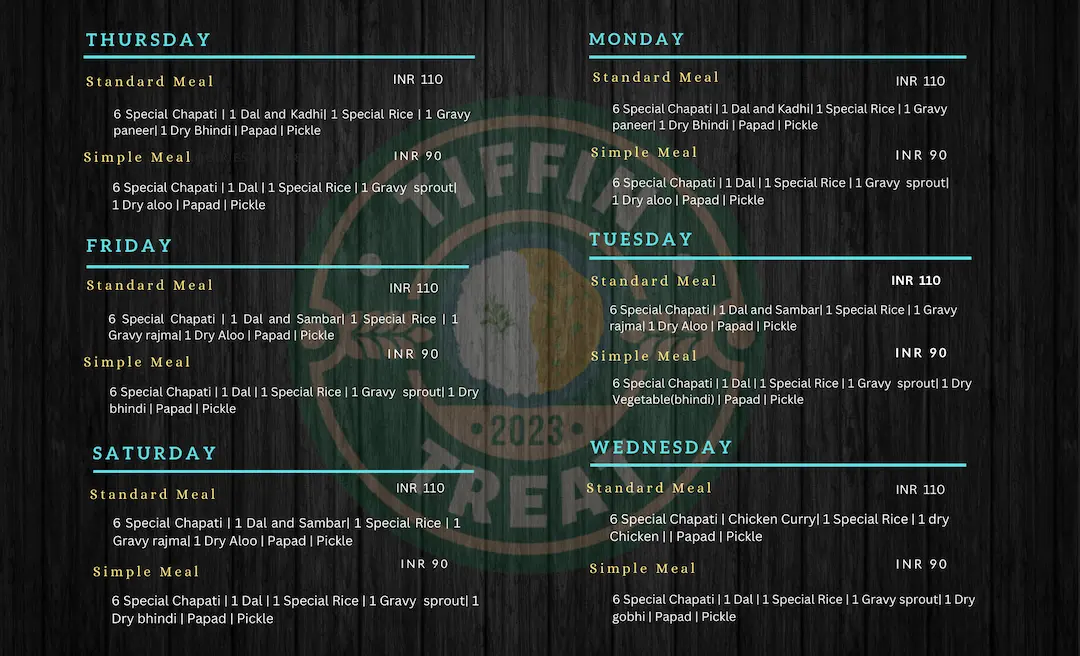 THURSDAY
Standard Meal INR 110
6 Special Chapati | 1 Dal and Kadhi| 1 Special Rice | 1 Gravy
paneer| 1 Dry Bhindi | Papad | Pickle
Simple Meal INR 90
6 Special Chapati | 1 Dal | 1 Special Rice | 1 Gravy sprout|
1 Dry aloo | Papad | Pickle
FRIDAY
Standard Meal INR 110
6 Special Chapati | 1 Dal and Sambar| 1 Special Rice | 1
Gravy rajma| 1 Dry Aloo | Papad | Pickle
Simple Meal INR 90
6 Special Chapati | 1 Dal | 1 Special Rice | 1 Gravy sprout| 1 Dry
bhindi | Papad | Pickle
SATURDAY
Standard Meal INR 110
6 Special Chapati | 1 Dal and Sambar| 1 Special Rice | 1
Gravy rajma| 1 Dry Aloo | Papad | Pickle
Simple Meal INR 90
6 Special Chapati | 1 Dal | 1 Special Rice | 1 Gravy sprout| 1
Dry bhindi | Papad | Pickle
MONDAY
Standard Meal INR 110
6 Special Chapati | 1 Dal and Kadhi| 1 Special Rice | 1 Gravy
paneer| 1 Dry Bhindi | Papad | Pickle
Simple Meal INR 90
6 Special Chapati | 1 Dal | 1 Special Rice | 1 Gravy sprout|
1 Dry aloo | Papad | Pickle
TUESDAY
Standard Meal INR 110
6 Special Chapati | 1 Dal and Sambar| 1 Special Rice | 1 Gravy
rajma| 1 Dry Aloo | Papad | Pickle
Simple Meal INR 90
6 Special Chapati | 1 Dal | 1 Special Rice | 1 Gravy sprout| 1 Dry
Vegetable(bhindi) | Papad | Pickle
WEDNESDAY
Standard Meal INR 110
6 Special Chapati | Chicken Curry| 1 Special Rice | 1 dry
Chicken | | Papad | Pickle
Simple Meal INR 90
6 Special Chapati | 1 Dal | 1 Special Rice | 1 Gravy sprout| 1 Dry
gobhi | Papad | Pickle
TIFFIN
•2023•
TREAT